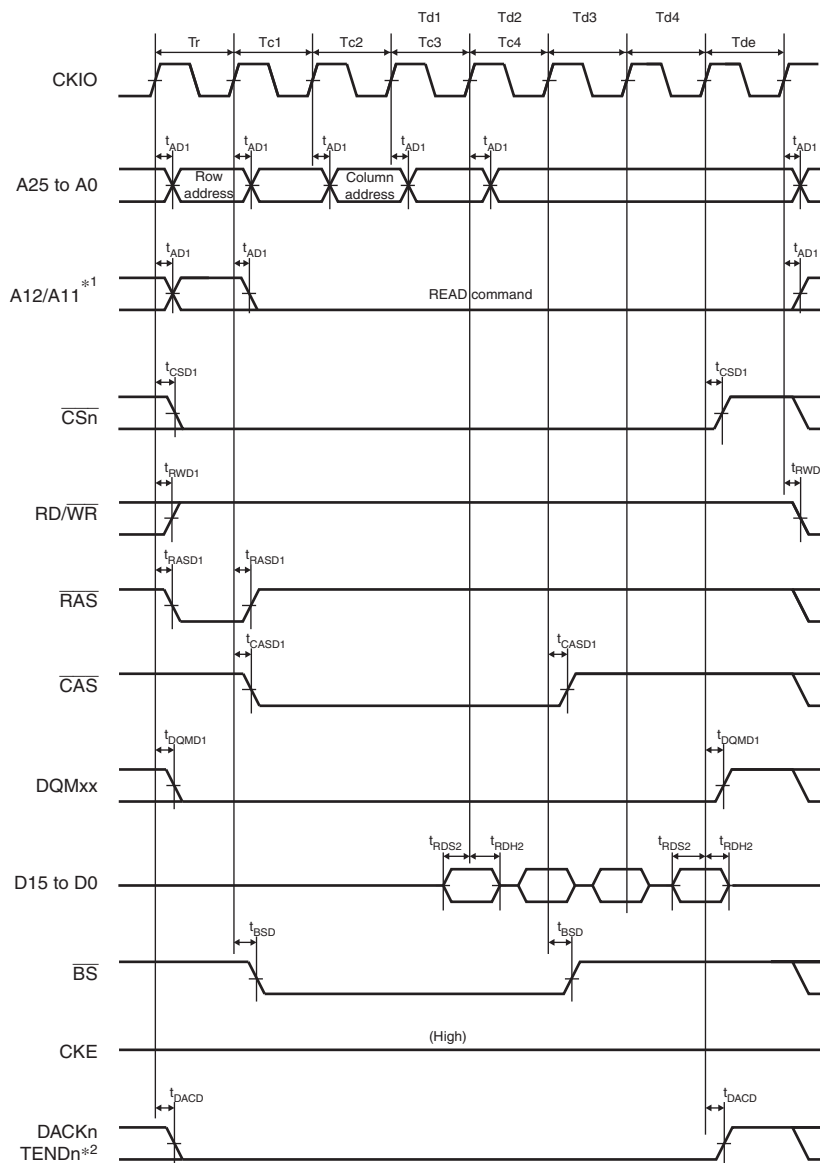 Td1 Td2 Td3 Td4
Tr Tc1 Tc2 Tc3 Tc4 Tde
CKIO
tAD1 tAD1 tAD1 tAD1 tAD1 tAD1
A25 to A0
Row address
Column address
tAD1 tAD1 tAD1
A12/A11*1
READ command
tCSD1 tCSD1
CSn
tRWD1 tRWD
RD/WR
tRASD1 tRASD1
RAS
tCASD1 tCASD1
CAS
tDQMD1 tDQMD1
DQMxx
tRDS2 tRDH2 tRDS2 tRDH2
D15 to D0
tBSD tBSD
BS
(High)
CKE
tDACD tDACD
DACKn
TENDn*2